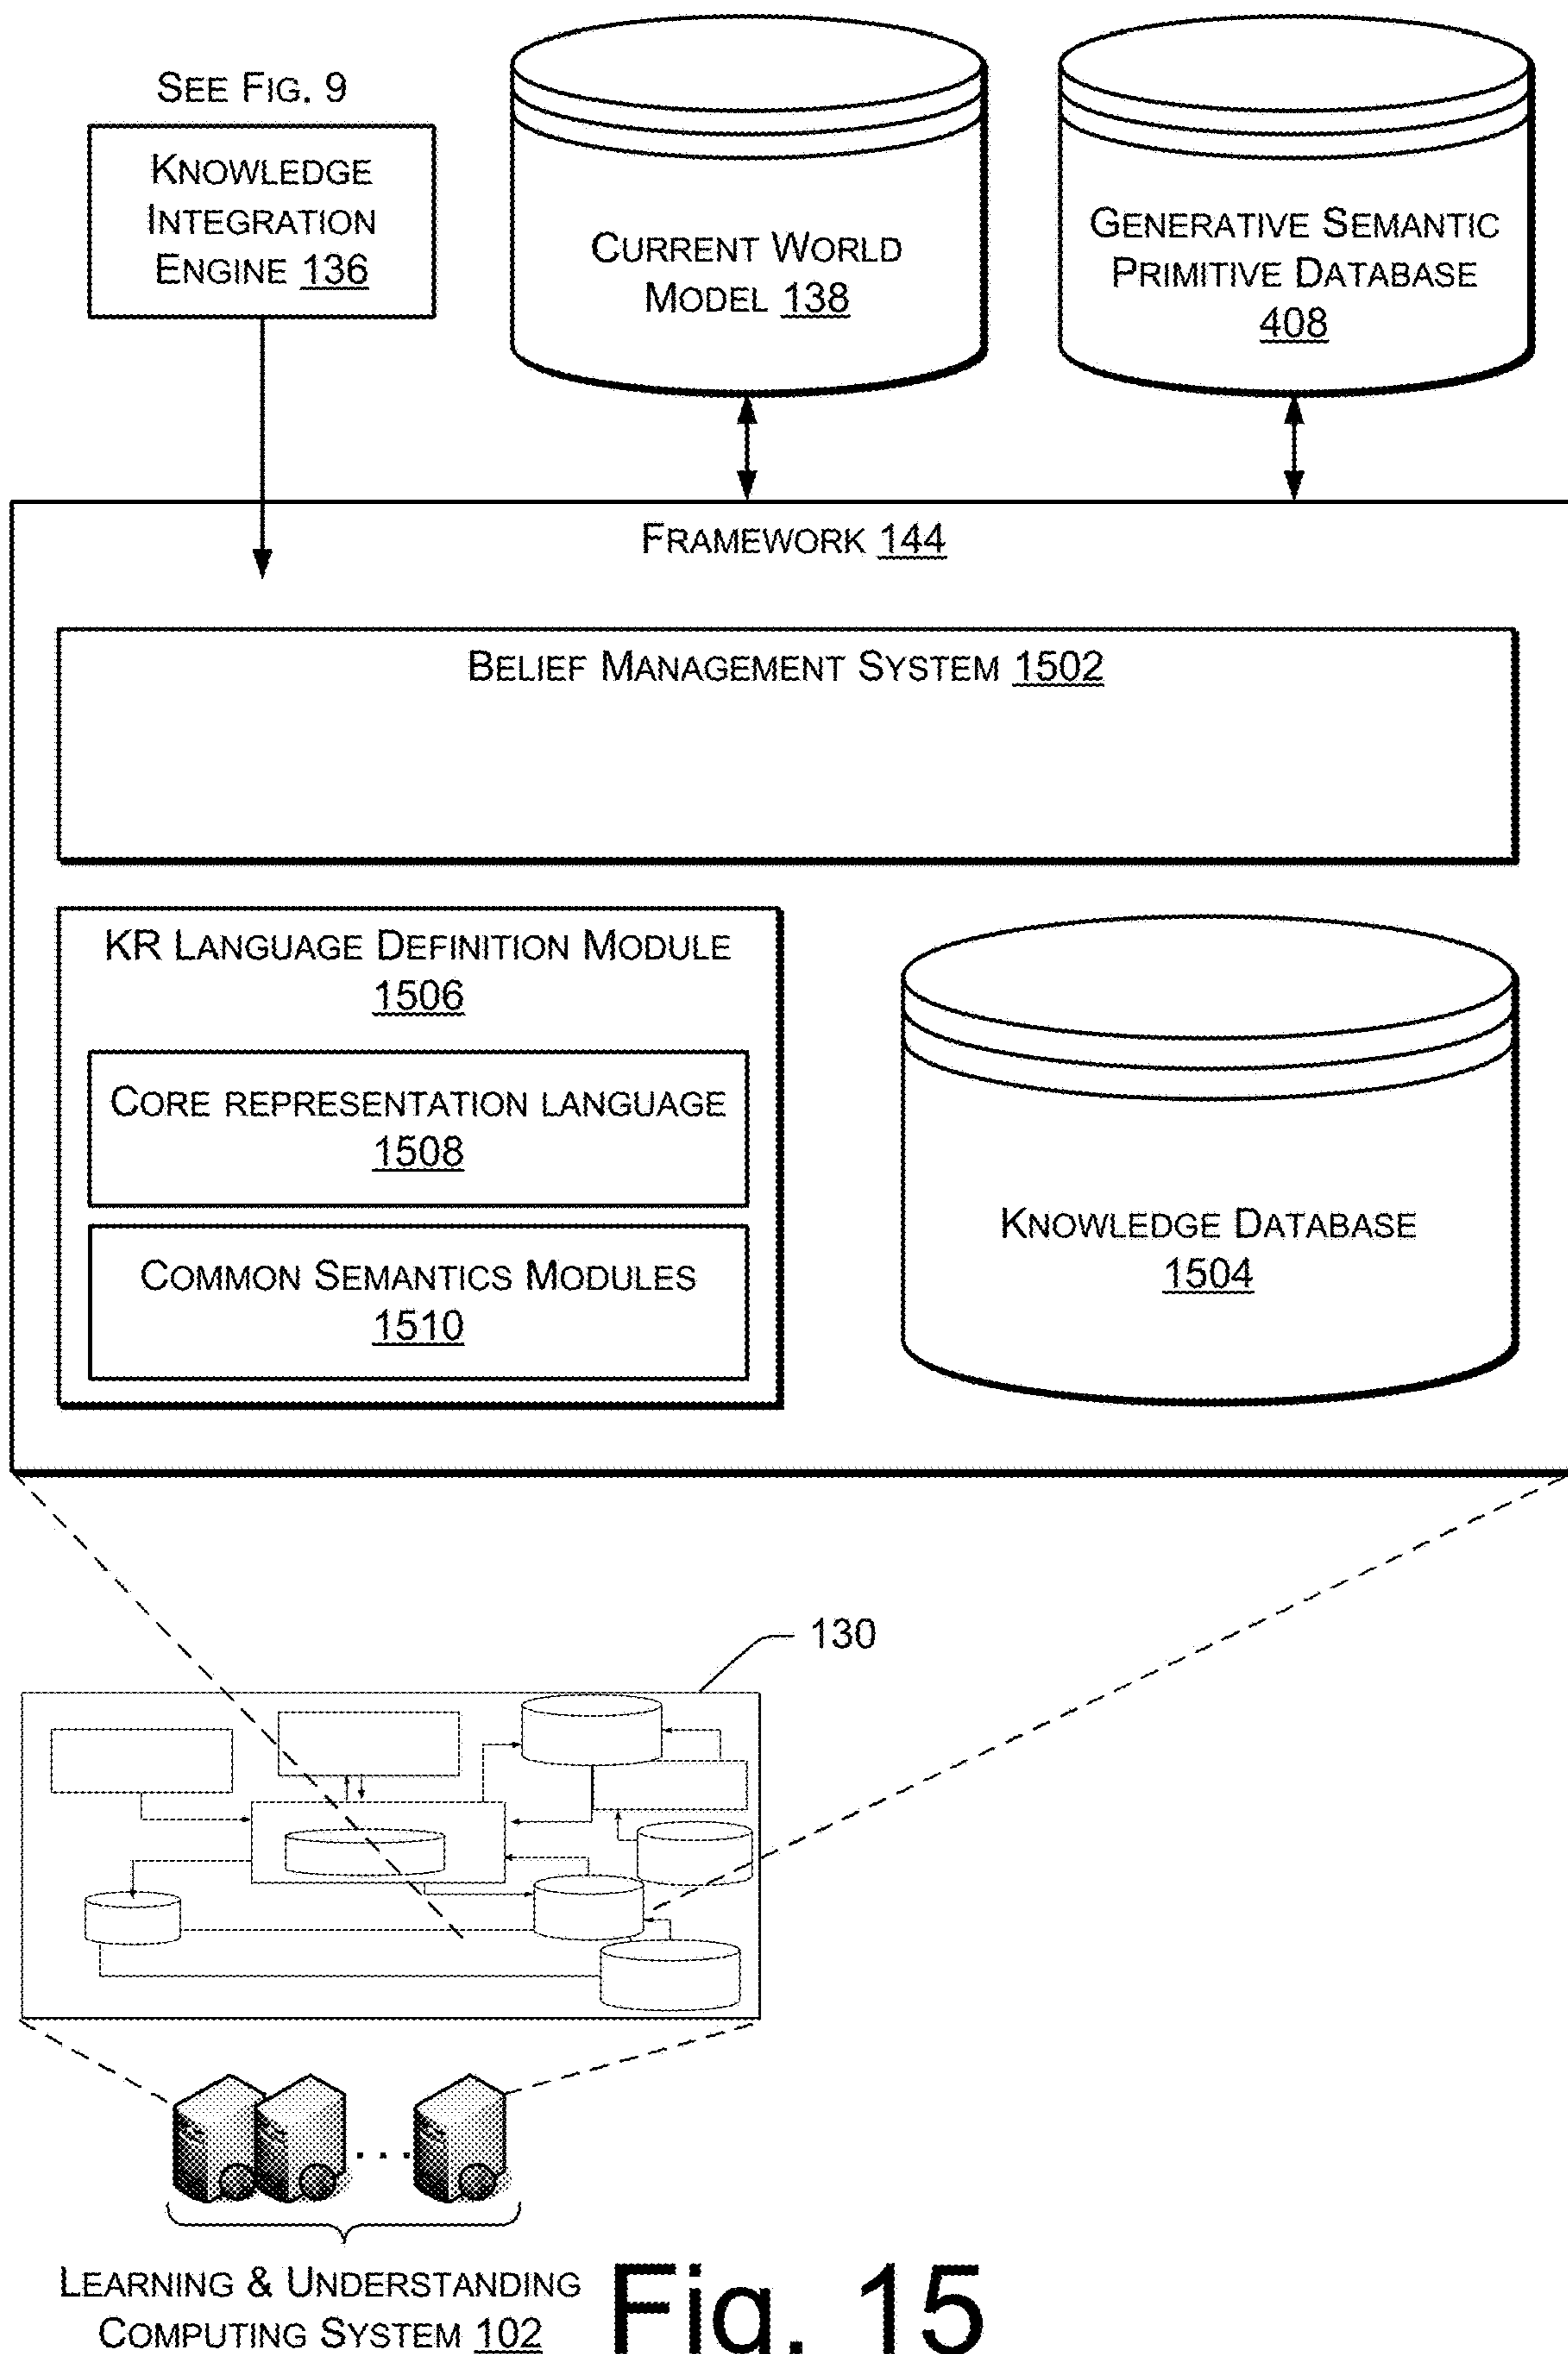 SEE FIG. 9
KNOWLEDGE
INTEGRATION
ENGINE 136
CURRENT WORLD
MODEL 138
GENERATIVE SEMANTIC
PRIMITIVE DATABASE
408
FRAMEWORK 144
BELIEF MANAGEMENT SYSTEM 1502
KR LANGUAGE DEFINITION MODULE
1506
CORE REPRESENTATION LANGUAGE
1508
COMMON SEMANTICS MODULES
1510
KNOWLEDGE DATABASE
1504
130
LEARNING & UNDERSTANDING
COMPUTING SYSTEM 102
Fig. 15